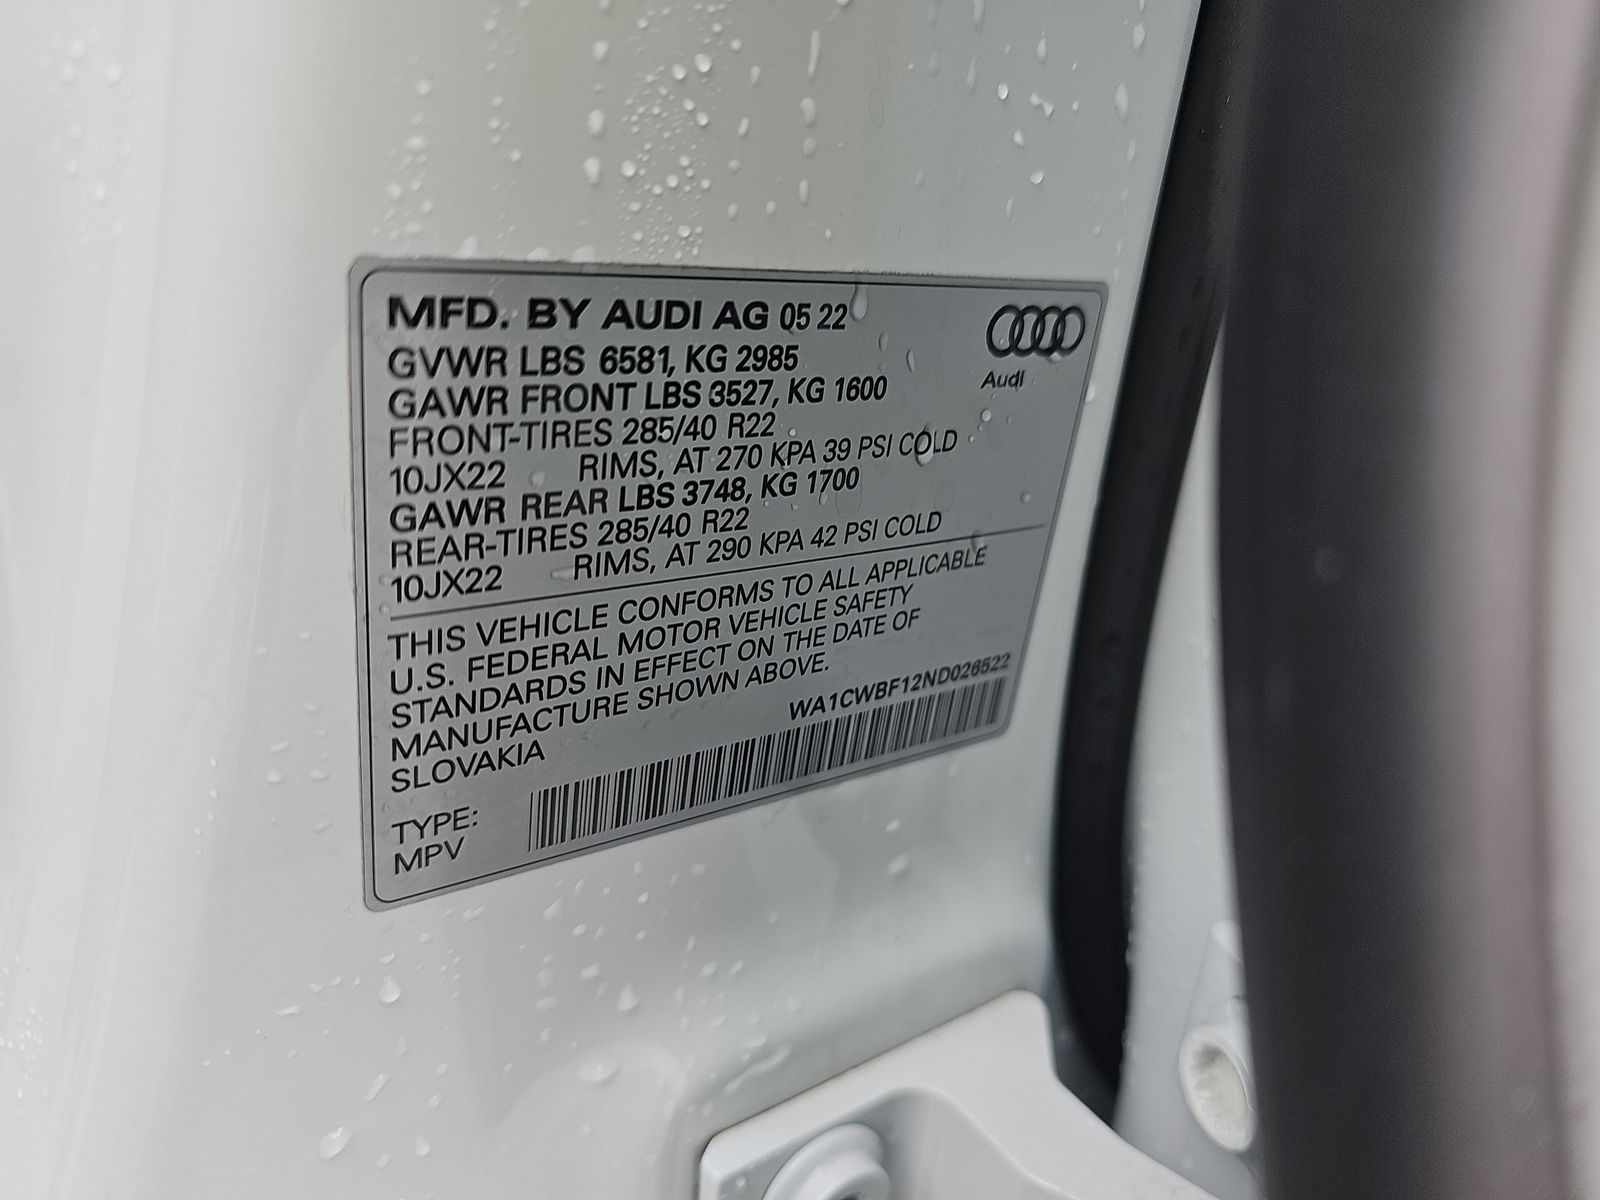 MFD. BY AUDI AG 05 22
GVWR LBS 6581, KG 2985
GAWR FRONT LBS 3527, KG 1600
FRONT-TIRES 285/40 R22
10JX22 RIMS, AT 270 KPA 39 PSI COLD
GAWR REAR LBS 3748, KG 1700
REAR-TIRES 285/40 R22
10JX22 RIMS, AT 290 KPA 42 PSI COLD
Audi
THIS VEHICLE CONFORMS TO ALL APPLICABLE
U.S. FEDERAL MOTOR VEHICLE SAFETY
STANDARDS IN EFFECT ON THE DATE OF
MANUFACTURE SHOWN ABOVE.
SLOVAKIA
WA1CWBF12ND026522
TYPE:
MPV